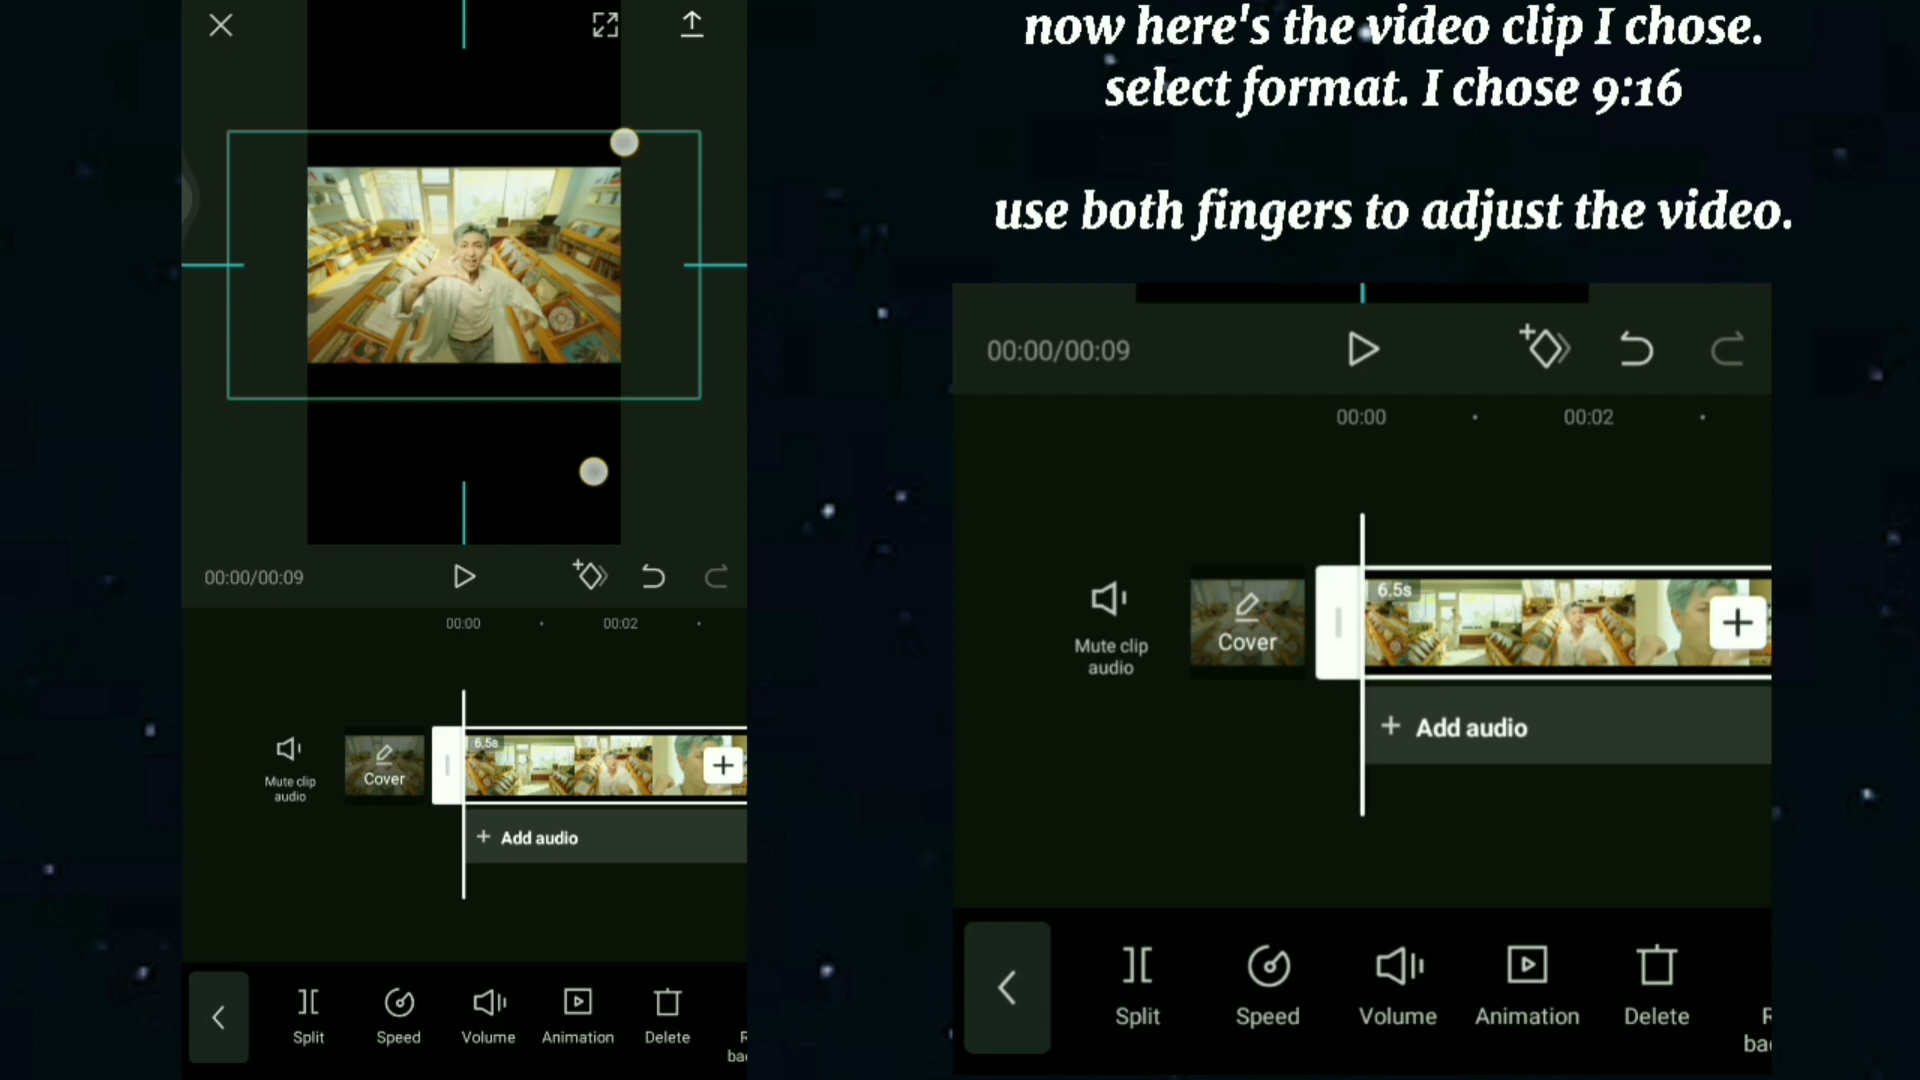 now here's the video clip I chose.
select format. I chose 9:16
use both fingers to adjust the video.
00:00/00:09
00:00
00:02
6.5s
Mute clip
audio
Cover
+ Add audio
Split
Speed
Volume
Animation
Delete
00:00/00:09
00:00
00:02
6.5s
Mute clip
audio
Cover
+ Add audio
Split
Speed
Volume
Animation
Delete